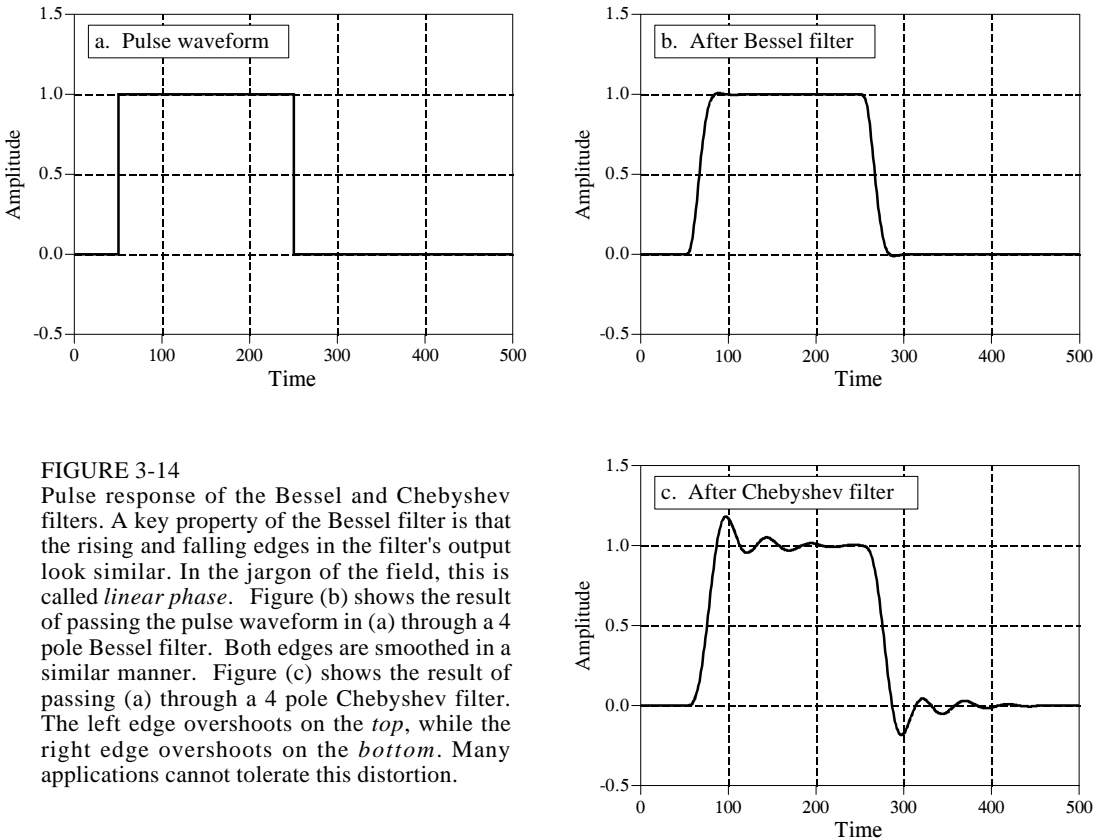 a. Pulse waveform
Amplitude
1.5
1.0
0.5
0.0
-0.5
0 100 200 300 400 500
Time
b. After Bessel filter
Amplitude
1.5
1.0
0.5
0.0
-0.5
0 100 200 300 400 500
Time
FIGURE 3-14
Pulse response of the Bessel and Chebyshev
filters. A key property of the Bessel filter is that
the rising and falling edges in the filter's output
look similar. In the jargon of the field, this is
called linear phase. Figure (b) shows the result
of passing the pulse waveform in (a) through a 4
pole Bessel filter. Both edges are smoothed in a
similar manner. Figure (c) shows the result of
passing (a) through a 4 pole Chebyshev filter.
The left edge overshoots on the top, while the
right edge overshoots on the bottom. Many
applications cannot tolerate this distortion.
c. After Chebyshev filter
Amplitude
1.5
1.0
0.5
0.0
-0.5
0 100 200 300 400 500
Time